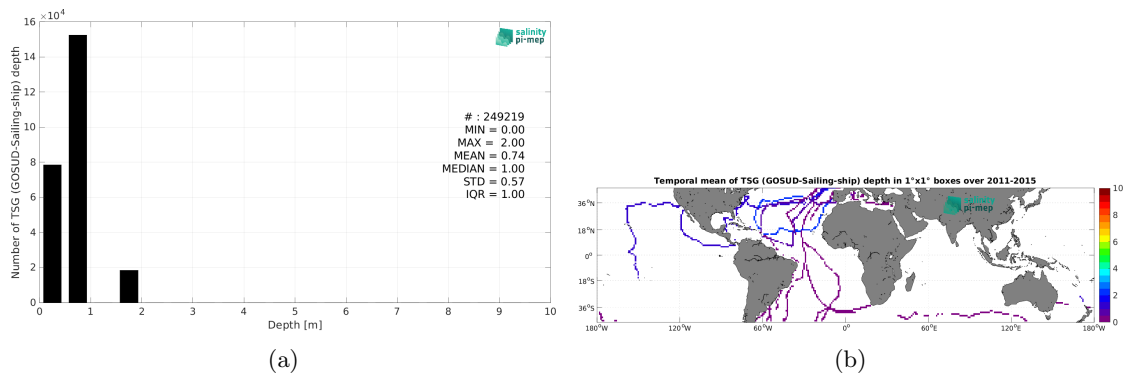 ×10⁴
16
14
12
10
8
6
4
2
0
Number of TSG (GOSUD-Sailing-ship) depth
0 1 2 3 4 5 6 7 8 9 10
Depth [m]
salinity
pi-mep
# : 249219
MIN = 0.00
MAX = 2.00
MEAN = 0.74
MEDIAN = 1.00
STD = 0.57
IQR = 1.00
(a)
Temporal mean of TSG (GOSUD-Sailing-ship) depth in 1°x1° boxes over 2011-2015
salinity
pi-mep
36°N
18°N
0°
18°S
36°S
180°W 120°W 60°W 0° 60°E 120°E 180°W
10
8
6
4
2
0
(b)